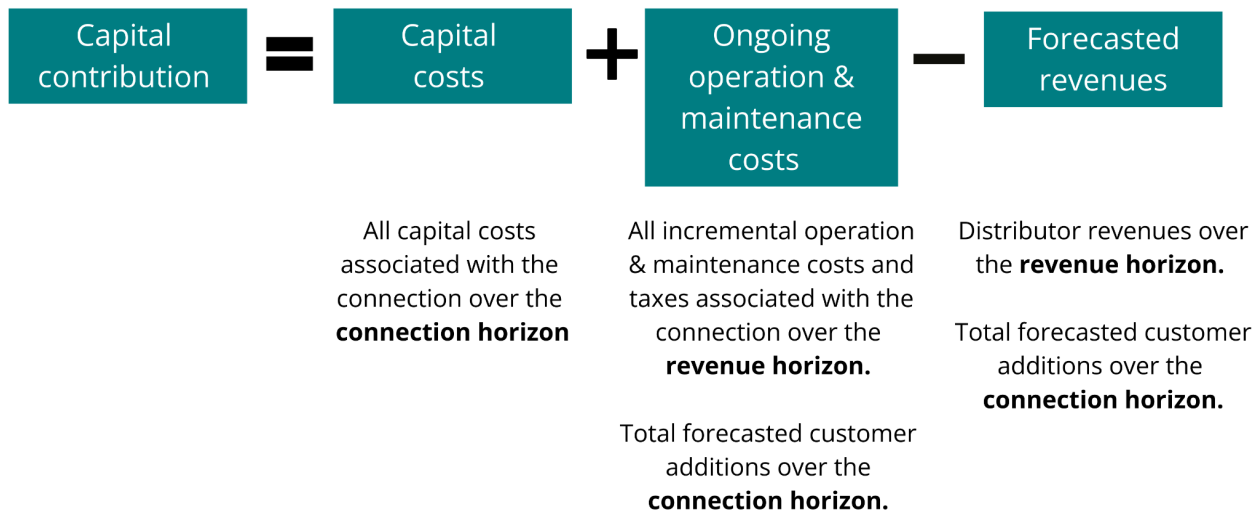 Capital
contribution
=
Capital
costs
+
Ongoing
operation &
maintenance
costs
—
Forecasted
revenues
All capital costs
associated with the
connection over the
connection horizon
All incremental operation
& maintenance costs and
taxes associated with the
connection over the
revenue horizon.
Total forecasted customer
additions over the
connection horizon.
Distributor revenues over
the revenue horizon.
Total forecasted customer
additions over the
connection horizon.